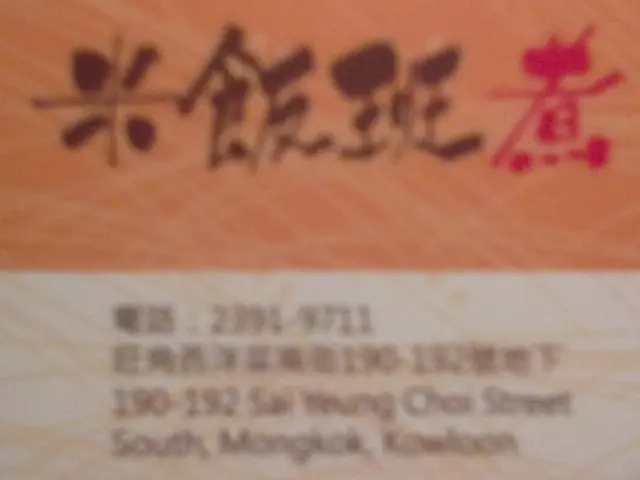 米飯班煮
電話：2391-9711
旺角西洋菜南街190-192號地下
190-192 Sai Yeung Choi Street
South, Mongkok, Kowloon